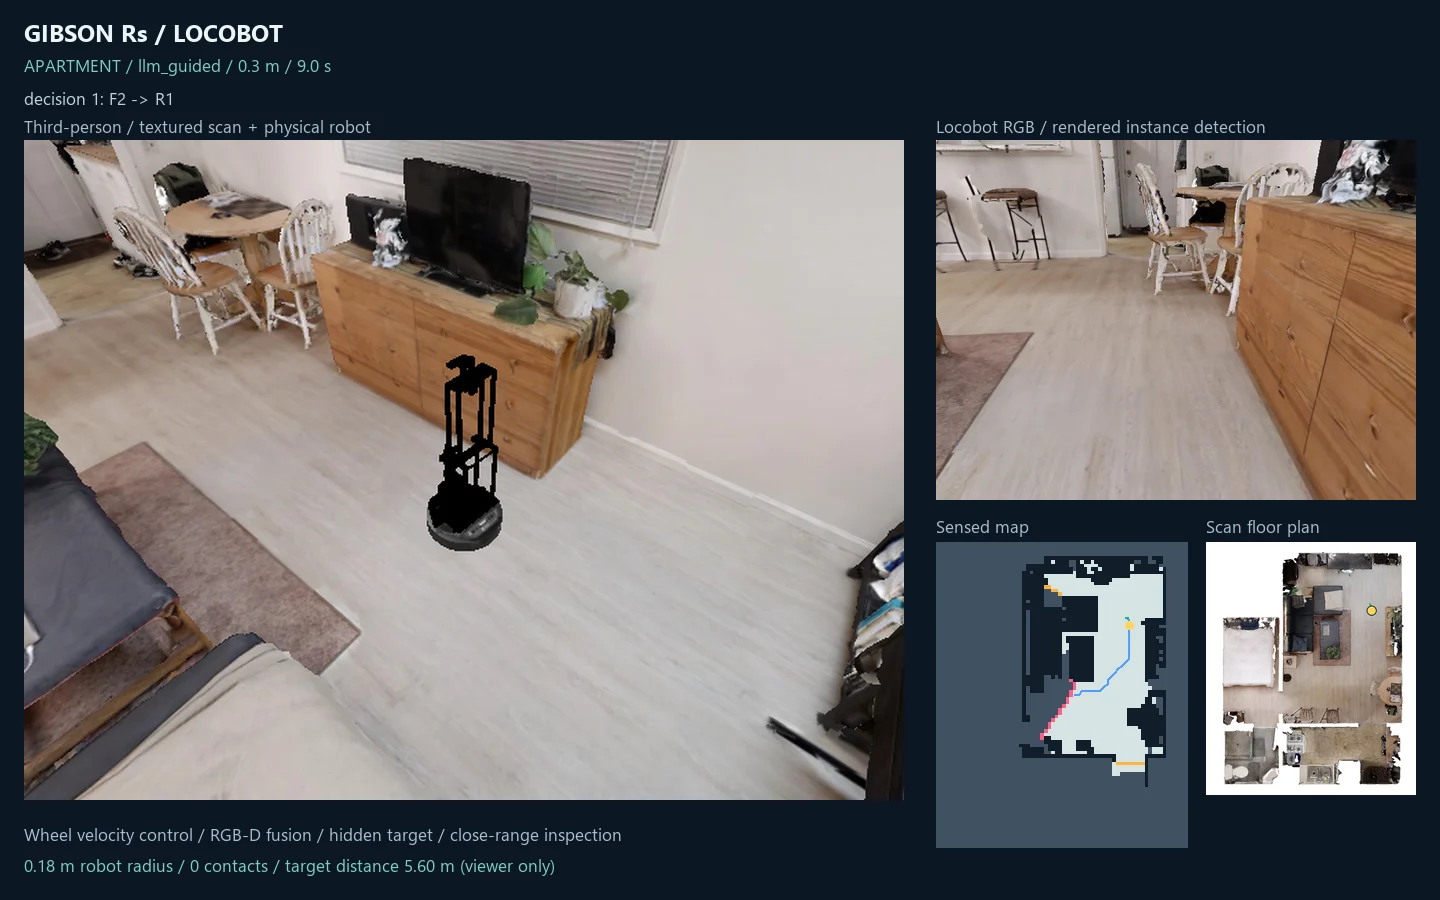 GIBSON Rs / LOCOBOT
APARTMENT / llm_guided / 0.3 m / 9.0 s
decision 1: F2 -> R1
Third-person / textured scan + physical robot
Locobot RGB / rendered instance detection
Sensed map
Scan floor plan
Wheel velocity control / RGB-D fusion / hidden target / close-range inspection
0.18 m robot radius / 0 contacts / target distance 5.60 m (viewer only)